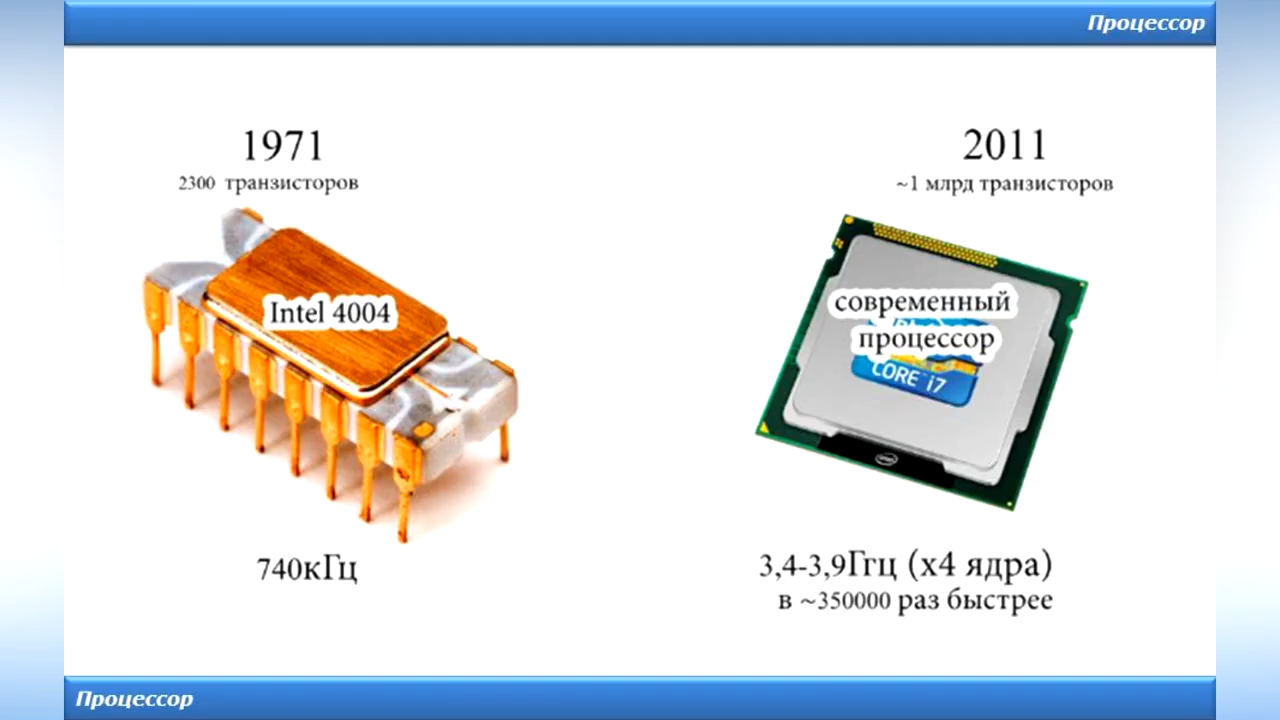 Процессор
1971
2300 транзисторов
Intel 4004
740кГц
2011
~1 млрд транзисторов
современный
процессор
CORE i7
intel
3,4-3,9Ггц (x4 ядра)
в ~350000 раз быстрее
Процессор